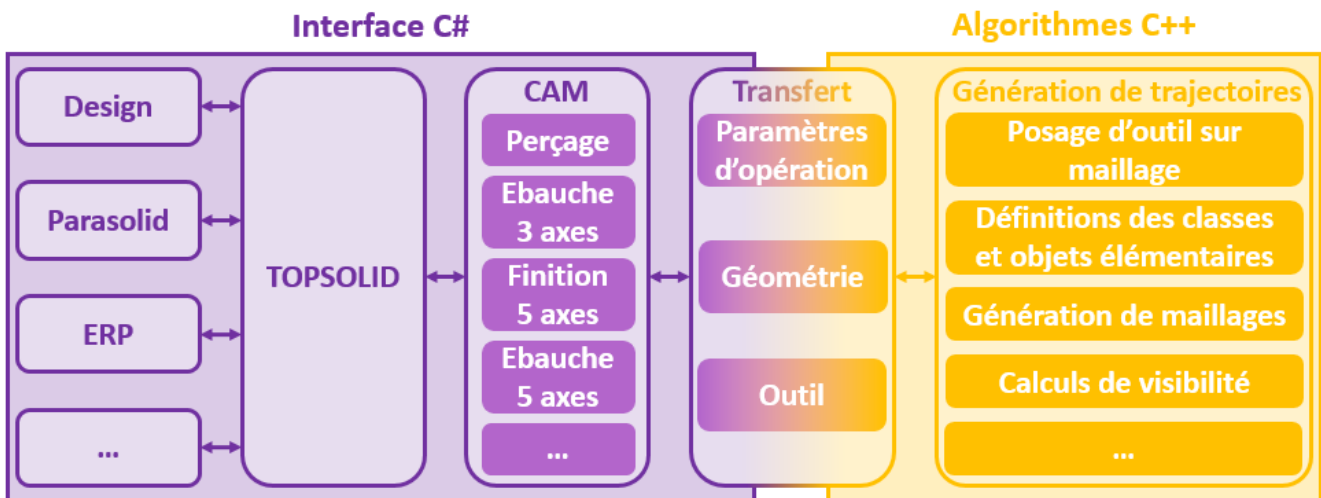 Interface C#
Algorithmes C++
Design
Parasolid
ERP
...
TOPSOLID
CAM
Perçage
Ebauche
3 axes
Finition
5 axes
Ebauche
5 axes
...
Transfert
Paramètres
d'opération
Géométrie
Outil
Génération de trajectoires
Posage d'outil sur
maillage
Définitions des classes
et objets élémentaires
Génération de maillages
Calculs de visibilité
...